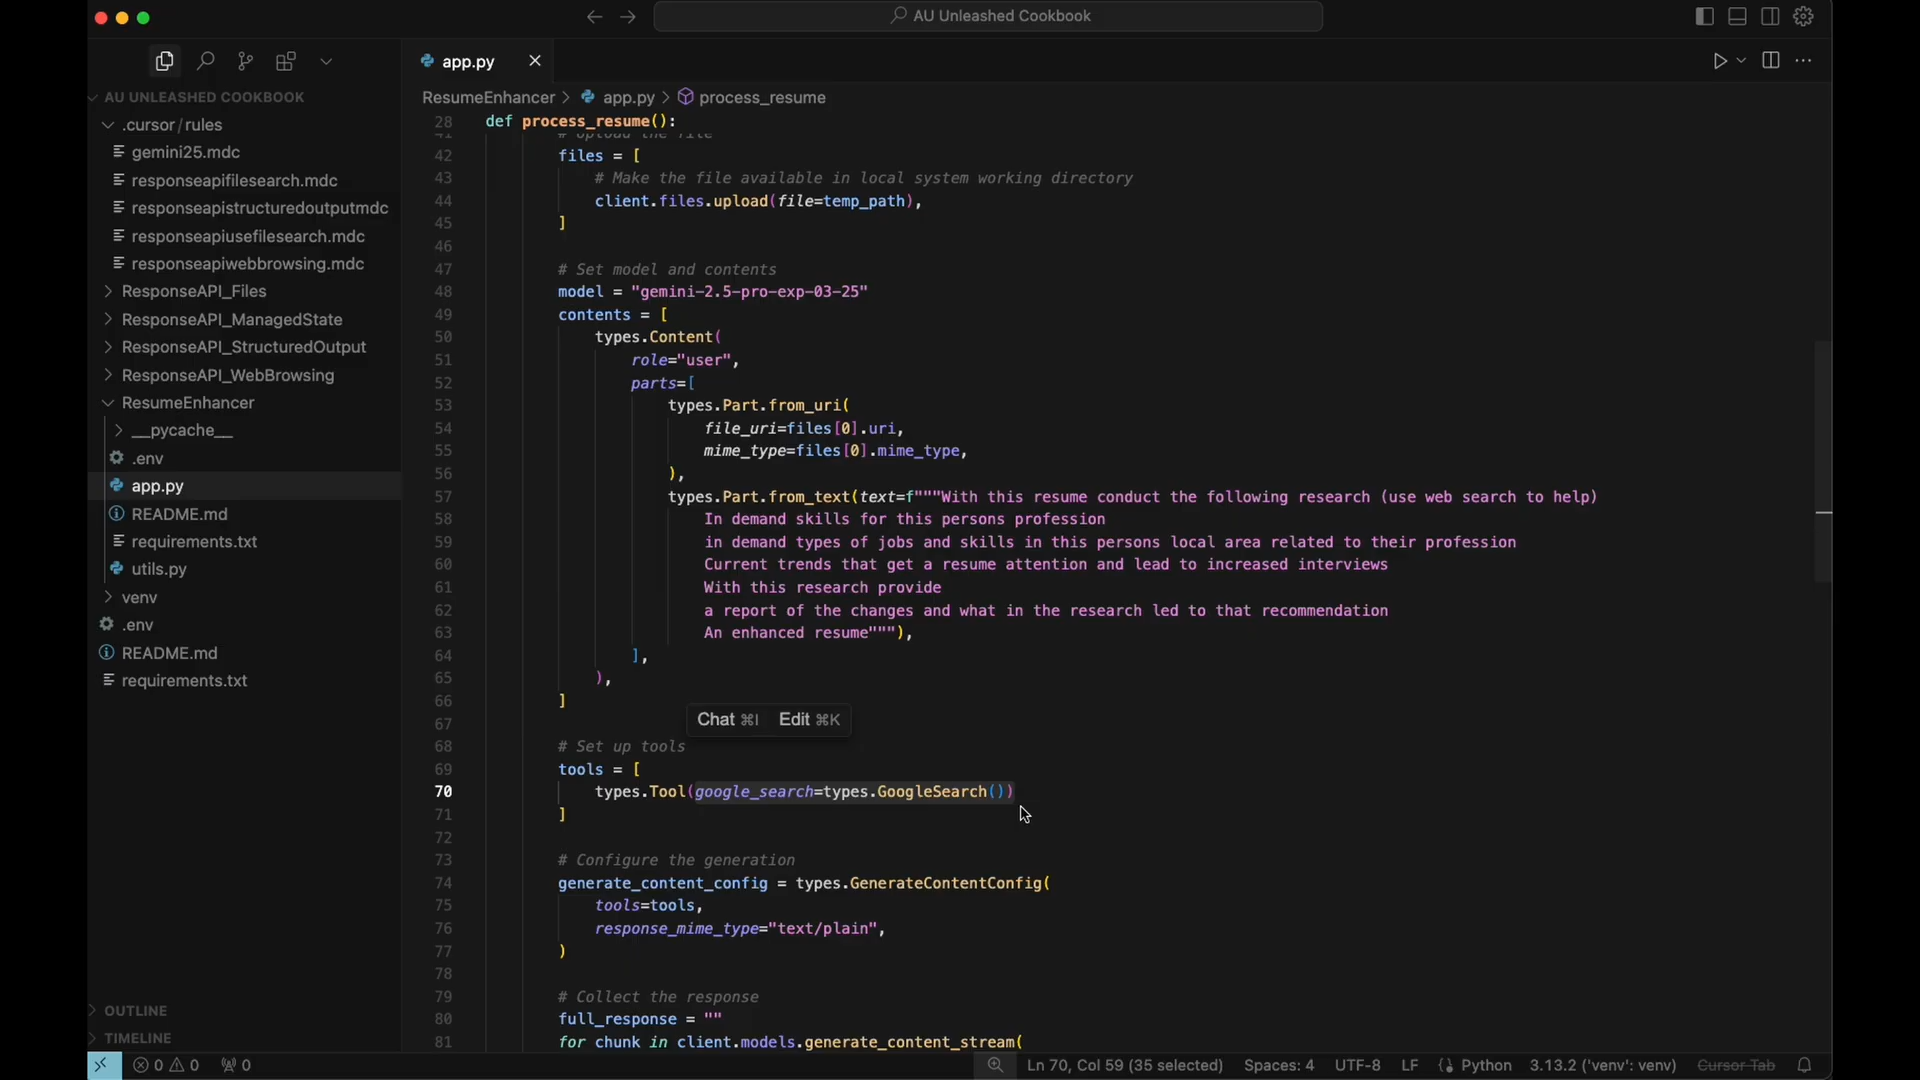 AU Unleashed Cookbook
app.py
AU UNLEASHED COOKBOOK
.cursor/rules
gemini25.mdc
responseapifilesearch.mdc
responseapistructuredoutputmdc
responseapiusefilesearch.mdc
responseapiwebbrowsing.mdc
ResponseAPI_Files
ResponseAPI_ManagedState
ResponseAPI_StructuredOutput
ResponseAPI_WebBrowsing
ResumeEnhancer
__pycache__
.env
app.py
README.md
requirements.txt
utils.py
venv
.env
README.md
requirements.txt
OUTLINE
TIMELINE
ResumeEnhancer > app.py > process_resume
28 def process_resume():
41 # Upload the file
42 files = [
43 # Make the file available in local system working directory
44 client.files.upload(file=temp_path),
45 ]
46
47 # Set model and contents
48 model = "gemini-2.5-pro-exp-03-25"
49 contents = [
50 types.Content(
51 role="user",
52 parts=[
53 types.Part.from_uri(
54 file_uri=files[0].uri,
55 mime_type=files[0].mime_type,
56 ),
57 types.Part.from_text(text=f"""With this resume conduct the following research (use web search to help)
58 In demand skills for this persons profession
59 in demand types of jobs and skills in this persons local area related to their profession
60 Current trends that get a resume attention and lead to increased interviews
61 With this research provide
62 a report of the changes and what in the research led to that recommendation
63 An enhanced resume"""),
64 ],
65 ),
66 ]
67
Chat ⌘I Edit ⌘K
68 # Set up tools
69 tools = [
70 types.Tool(google_search=types.GoogleSearch())
71 ]
72
73 # Configure the generation
74 generate_content_config = types.GenerateContentConfig(
75 tools=tools,
76 response_mime_type="text/plain",
77 )
78
79 # Collect the response
80 full_response = ""
81 for chunk in client.models.generate_content_stream(
0 0 0 Ln 70, Col 59 (35 selected) Spaces: 4 UTF-8 LF Python 3.13.2 ('venv': venv) Cursor Tab